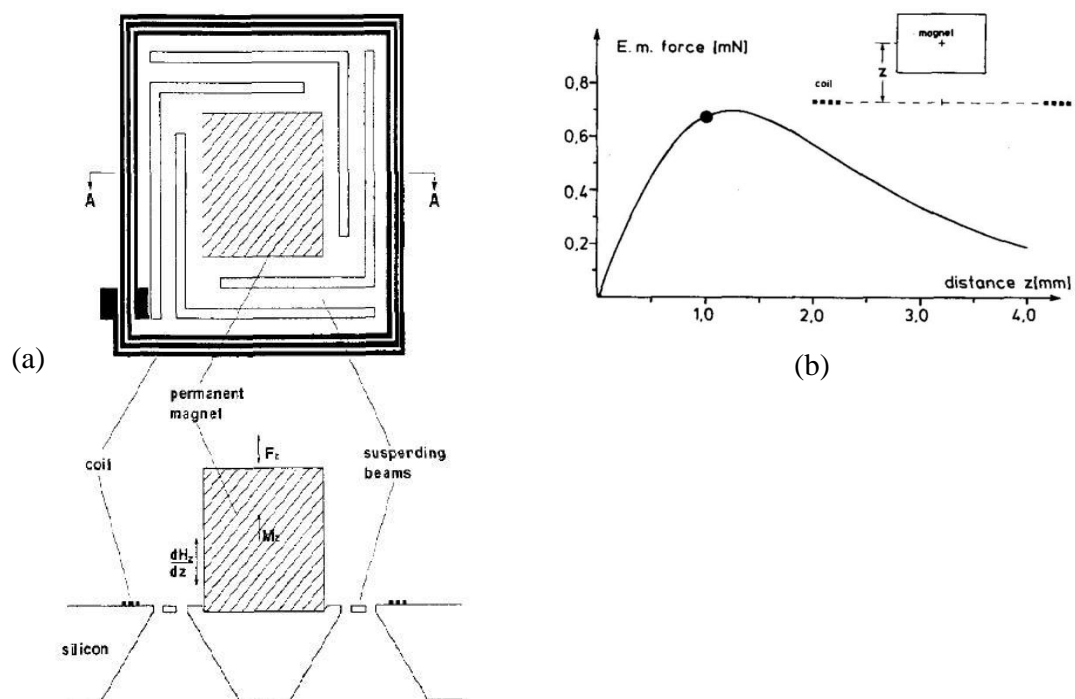 A
A
(a)
permanent
magnet
coil
F_z
suspending
beams
M_z
dH_z
dz
silicon
E.m. force [mN]
magnet
+
z
coil
0,8
0,6
0,4
0,2
distance z[mm]
1,0
2,0
3,0
4,0
(b)